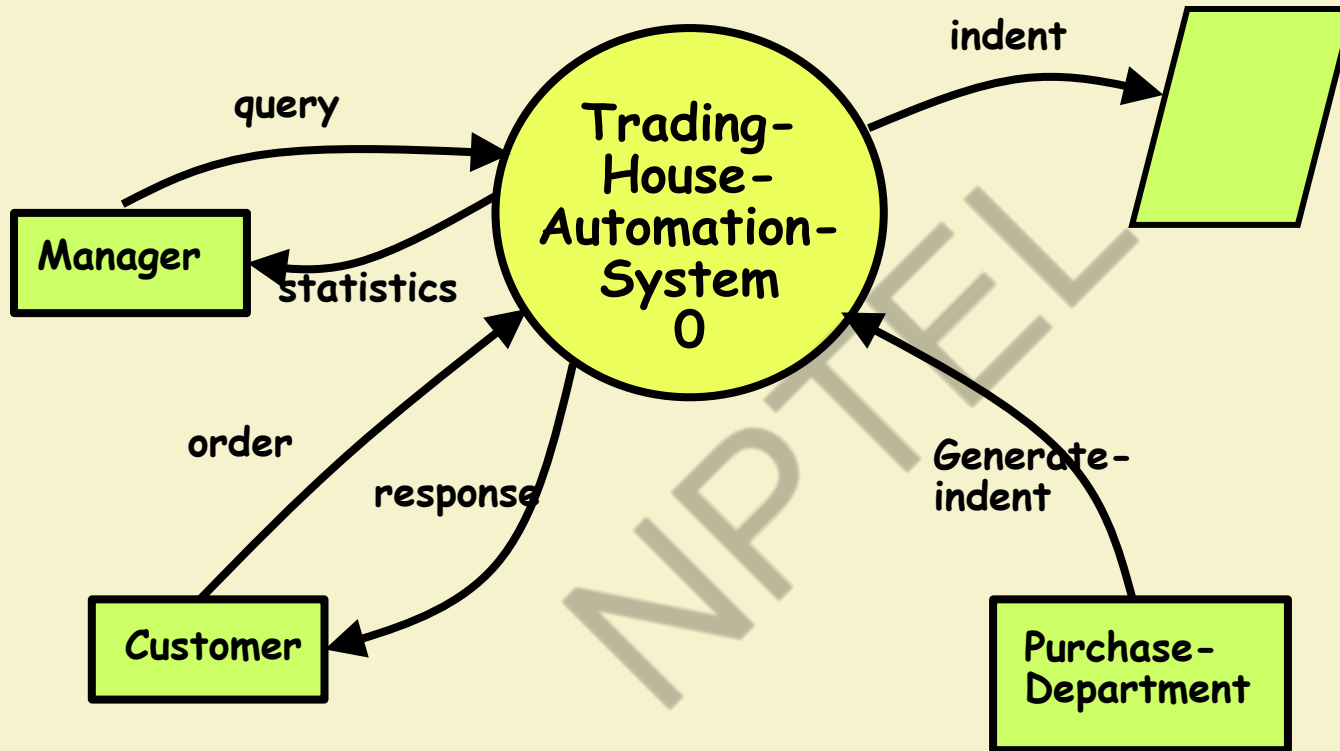 indent
query
Trading-
House-
Automation-
System
0
Manager
statistics
order
response
Generate-
indent
Customer
Purchase-
Department
NPTEL